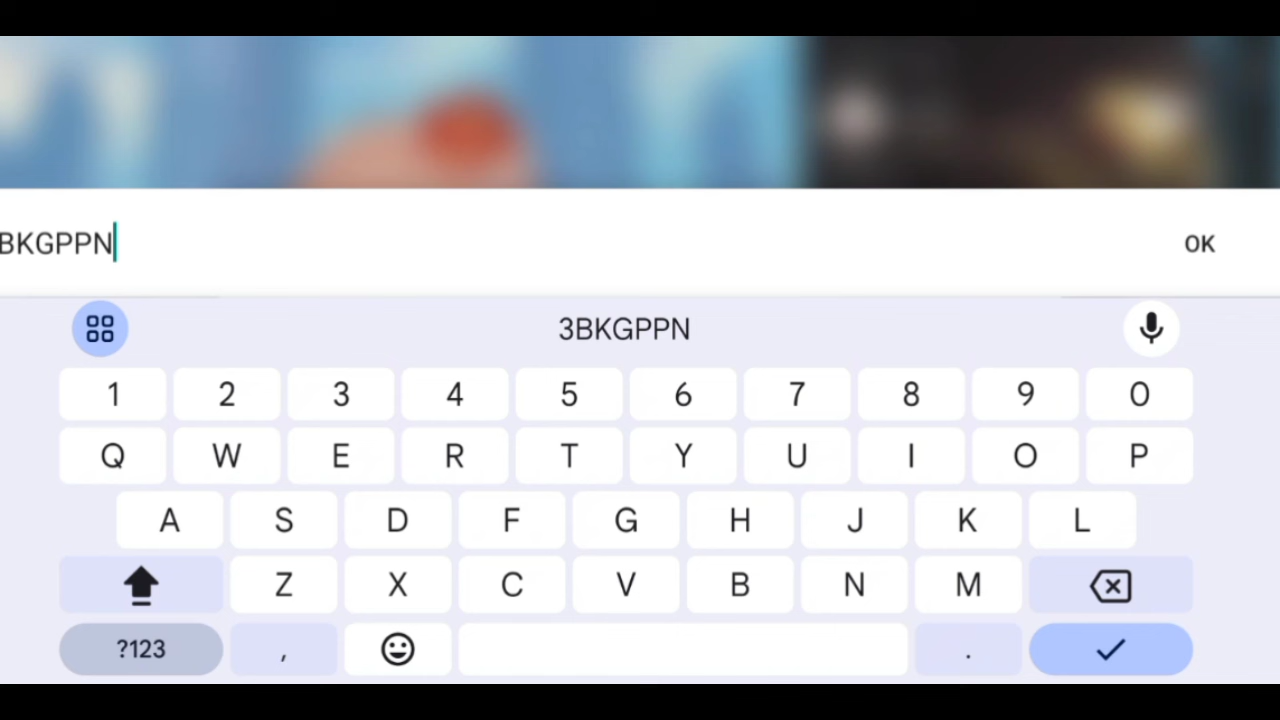 BKGPPN
OK
3BKGPPN
1 2 3 4 5 6 7 8 9 0
Q W E R T Y U I O P
A S D F G H J K L
Z X C V B N M
?123 , .